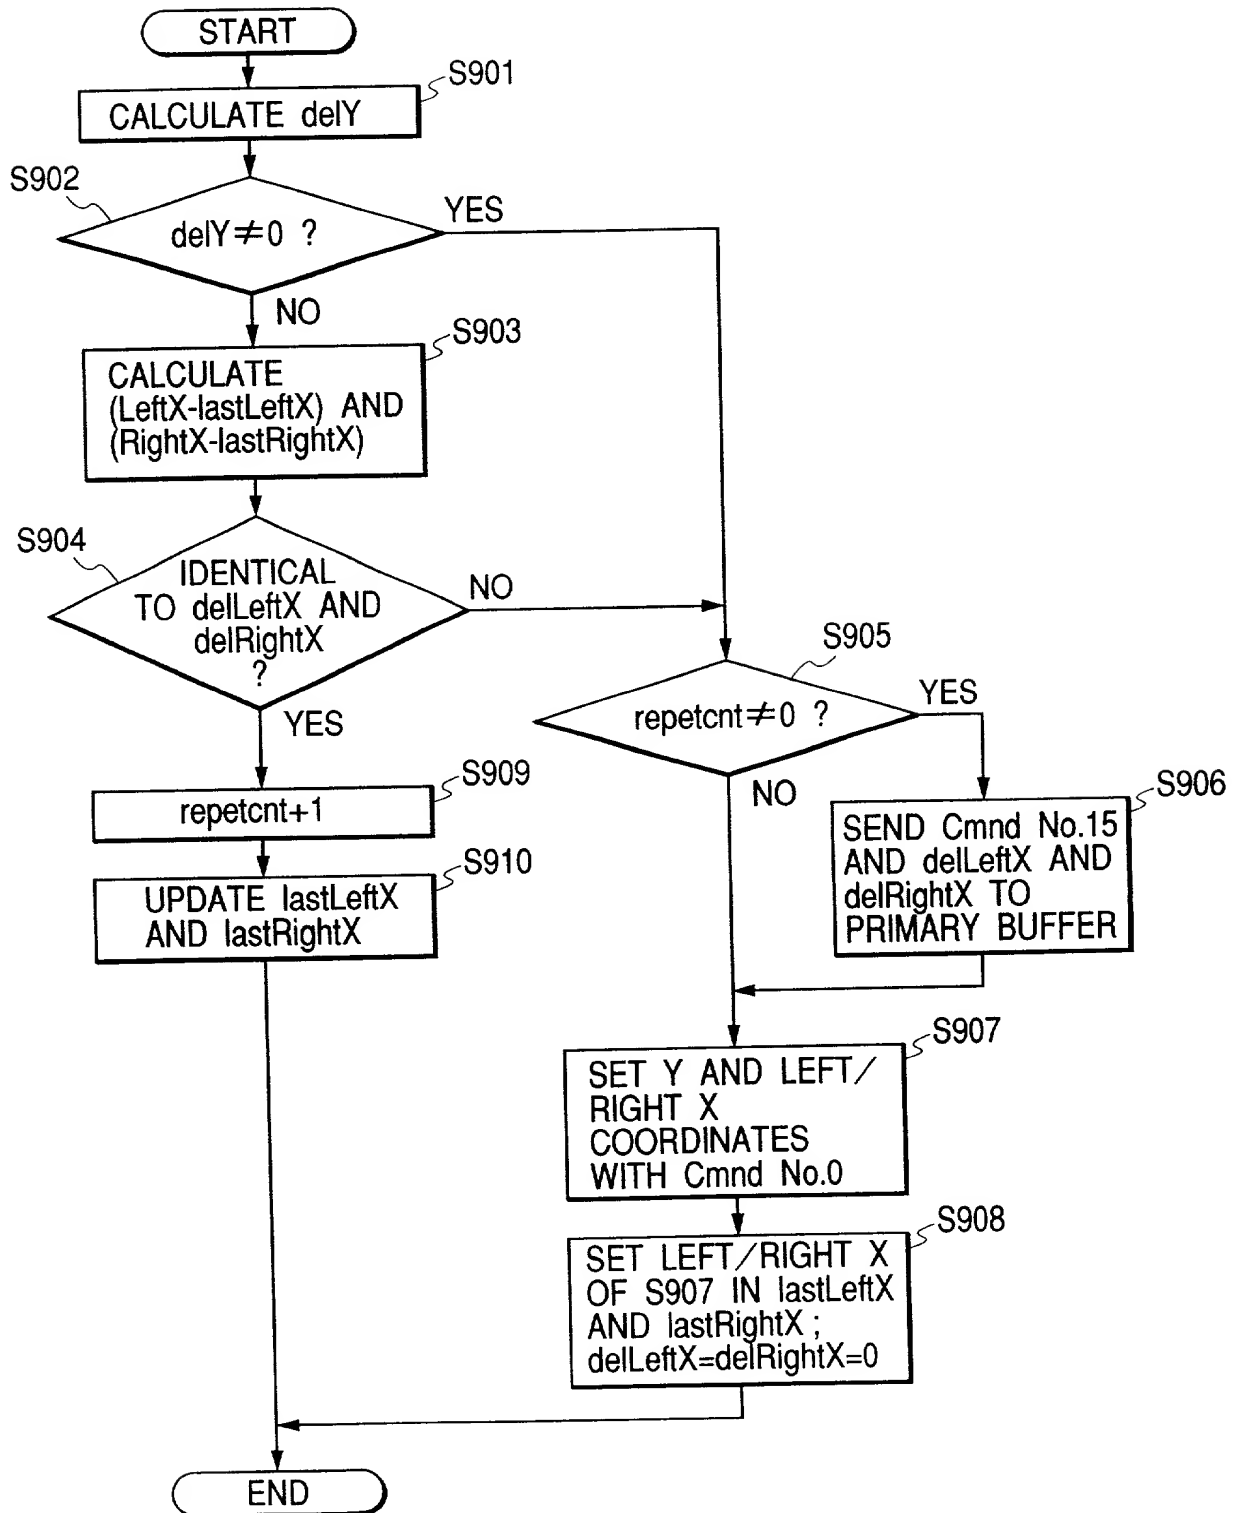 START
S901
CALCULATE delY
S902
delY≠0 ?
YES
NO
S903
CALCULATE
(LeftX-lastLeftX) AND
(RightX-lastRightX)
S904
IDENTICAL
TO delLeftX AND
delRightX
?
NO
YES
S905
repetcnt≠0 ?
YES
NO
S906
SEND Cmnd No.15
AND delLeftX AND
delRightX TO
PRIMARY BUFFER
S909
repetcnt+1
S910
UPDATE lastLeftX
AND lastRightX
S907
SET Y AND LEFT/
RIGHT X
COORDINATES
WITH Cmnd No.0
S908
SET LEFT/RIGHT X
OF S907 IN lastLeftX
AND lastRightX ;
delLeftX=delRightX=0
END